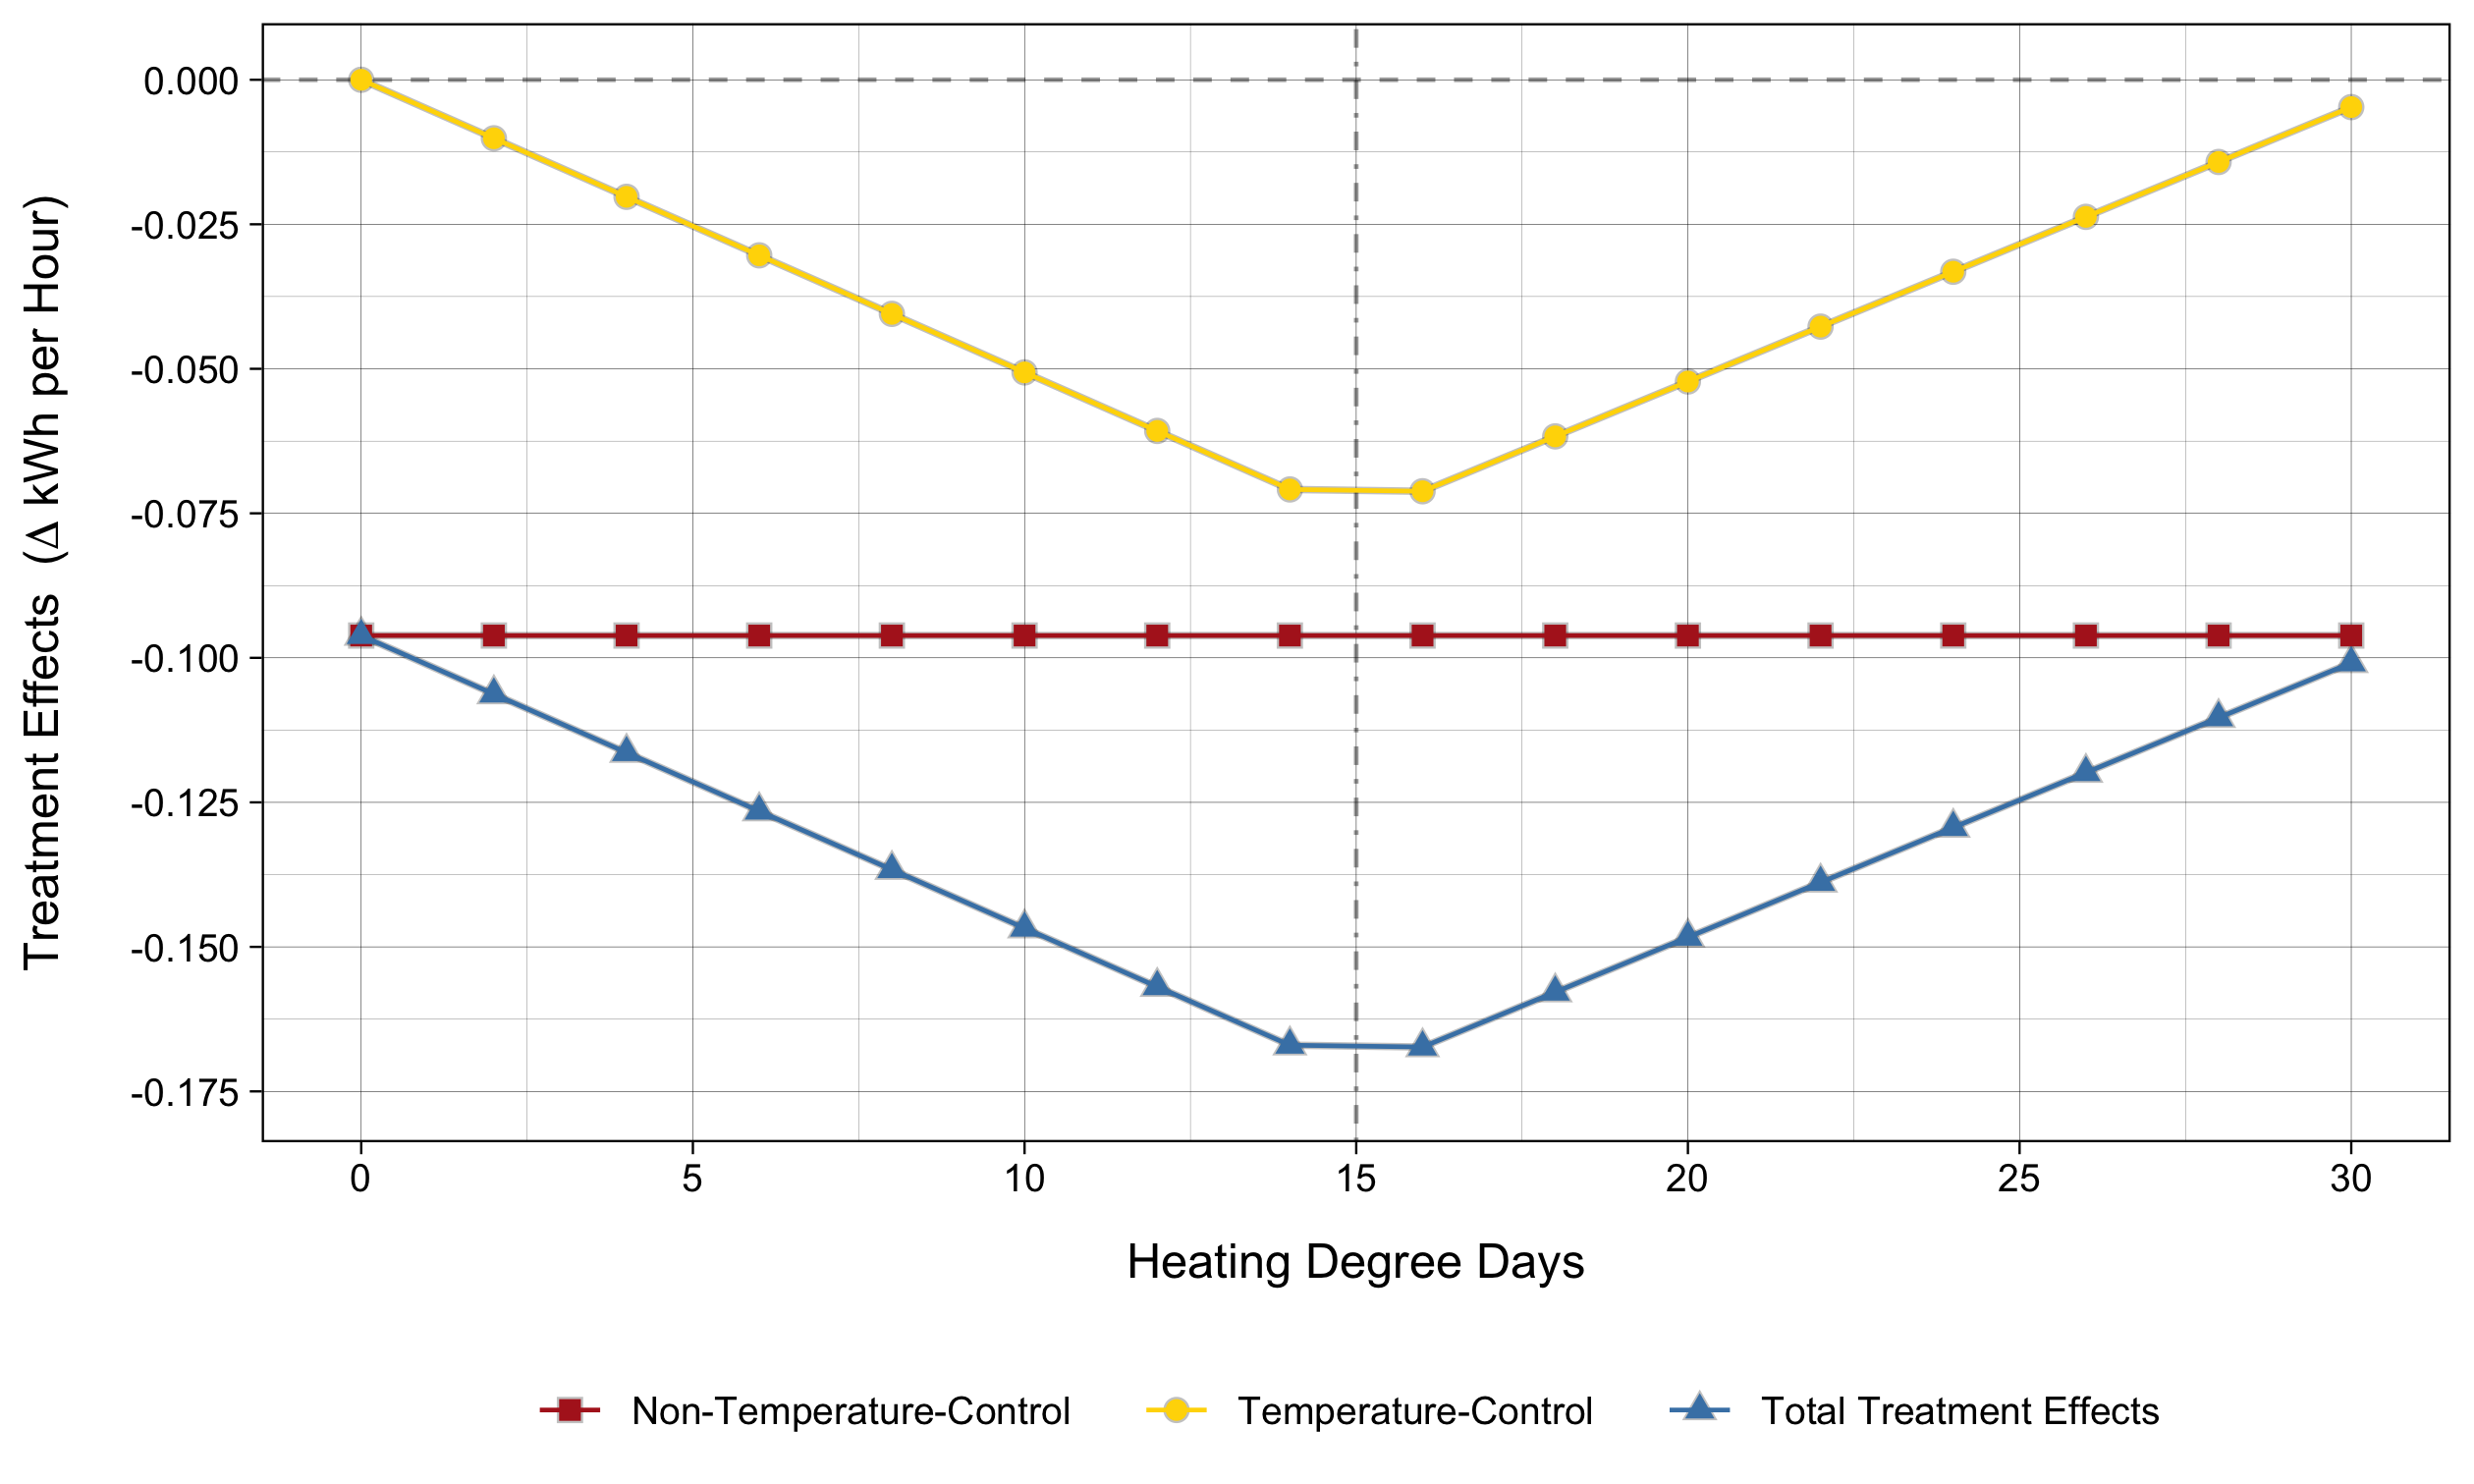 Treatment Effects (Δ kWh per Hour)
0.000
-0.025
-0.050
-0.075
-0.100
-0.125
-0.150
-0.175
0 5 10 15 20 25 30
Heating Degree Days
Non-Temperature-Control Temperature-Control Total Treatment Effects